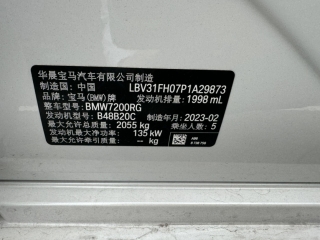 华晨宝马汽车有限公司制造
制造国:中国 LBV31FH07P1A29873
品牌:宝马(BMW)牌 发动机排量:1998 mL
整车型号:BMW7200RG
发动机型号:B48B20C 制造年月:2023-02
最大允许总质量:2055 kg 乘坐人数:5
发动机最大净功率:135 kW
最大允许牵引质量:-- kg